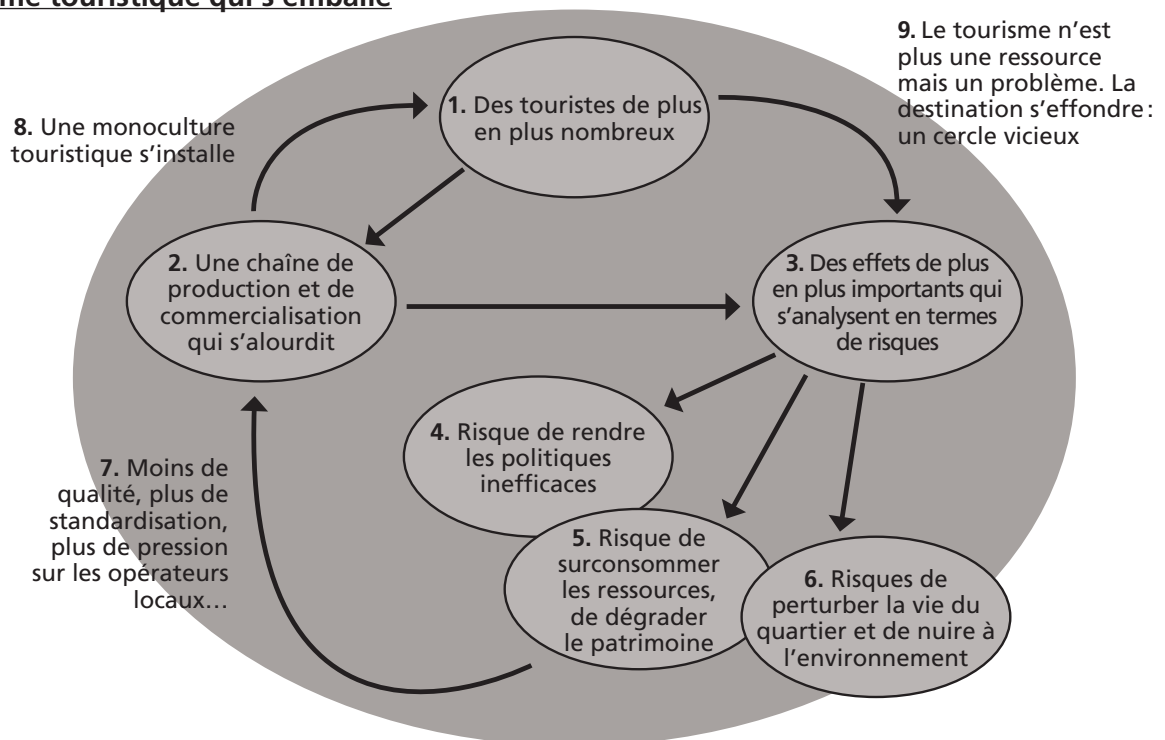 touristique qui s'emballe
1. Des touristes de plus
en plus nombreux
2. Une chaîne de
production et de
commercialisation
qui s'alourdit
3. Des effets de plus
en plus importants qui
s'analysent en termes
de risques
4. Risque de rendre
les politiques
inefficaces
5. Risque de
surconsommer
les ressources,
de dégrader
le patrimoine
6. Risques de
perturber la vie du
quartier et de nuire à
l'environnement
7. Moins de
qualité, plus de
standardisation,
plus de pression
sur les opérateurs
locaux…
8. Une monoculture
touristique s'installe
9. Le tourisme n'est
plus une ressource
mais un problème. La
destination s'effondre :
un cercle vicieux